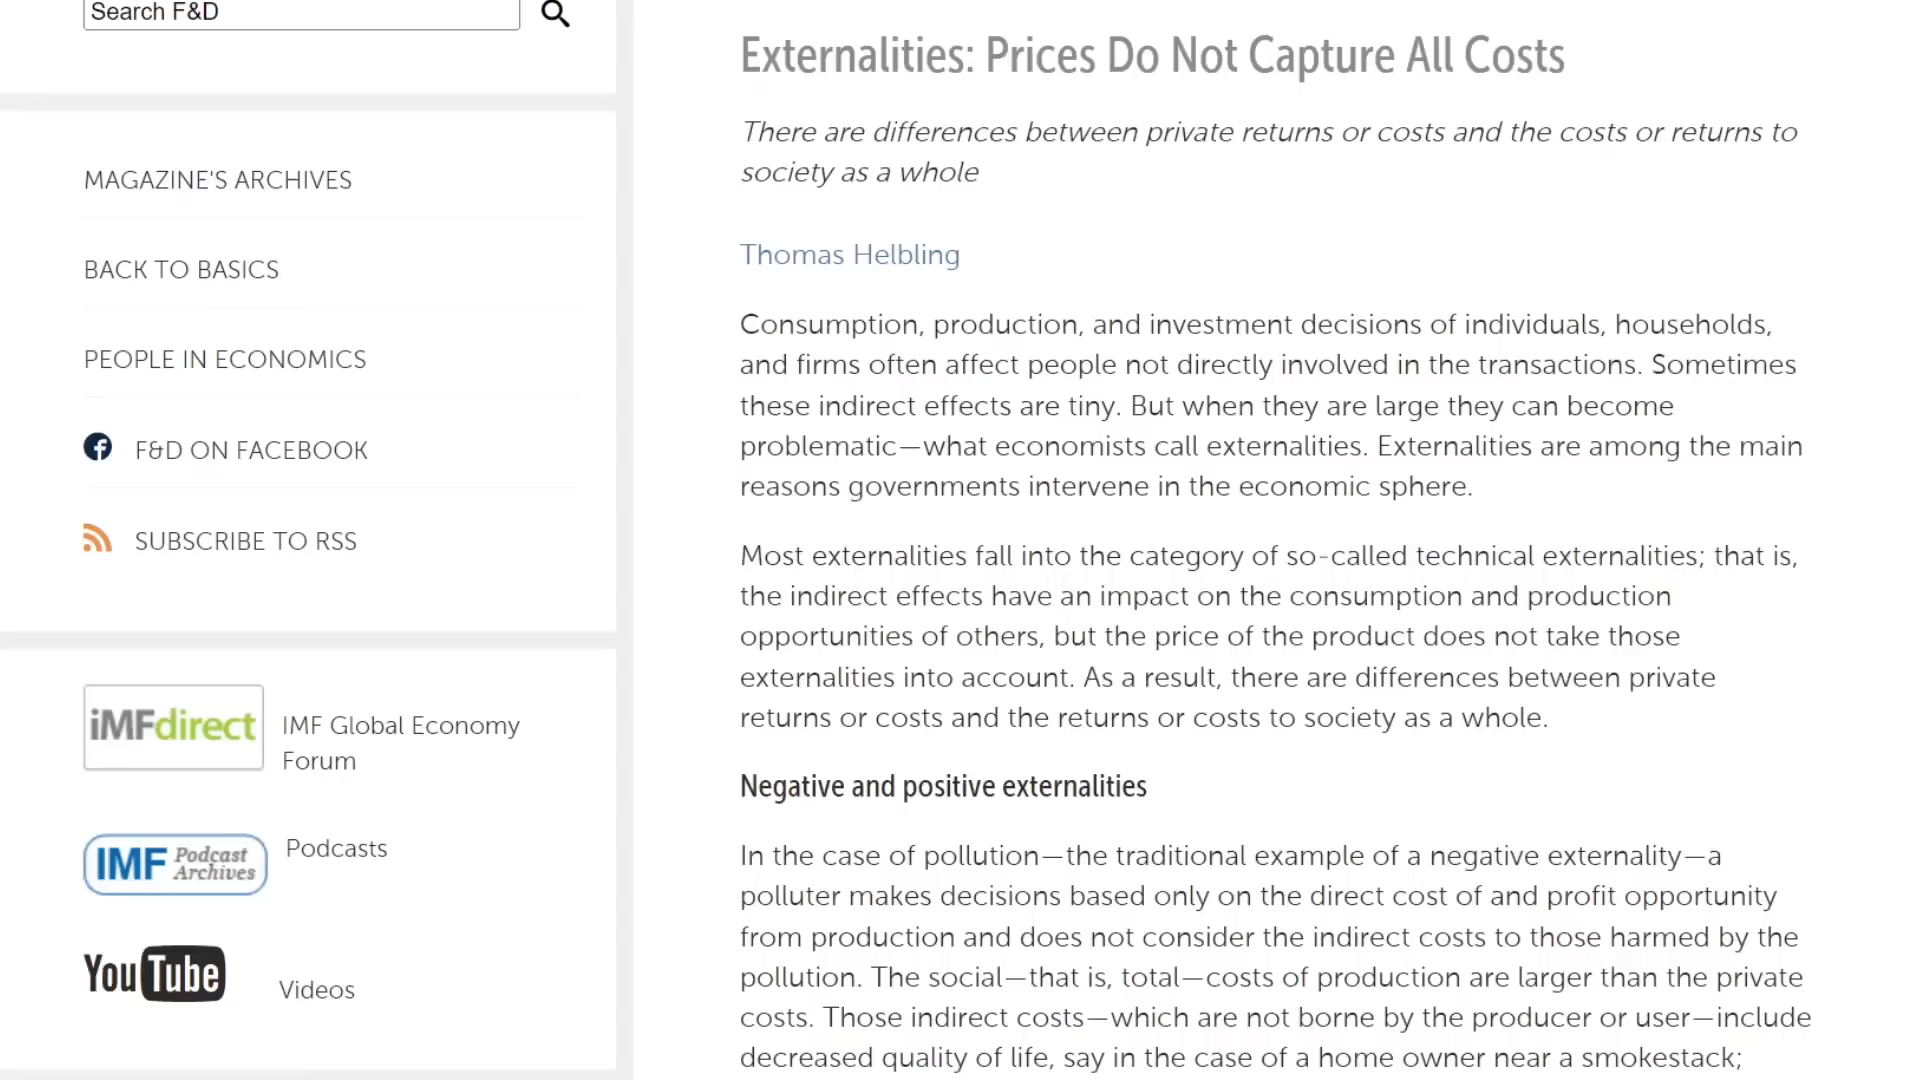 Search F&D
MAGAZINE'S ARCHIVES
BACK TO BASICS
PEOPLE IN ECONOMICS
F&D ON FACEBOOK
SUBSCRIBE TO RSS
iMFdirect
IMF Global Economy
Forum
IMF Podcast
Archives
Podcasts
YouTube
Videos
Externalities: Prices Do Not Capture All Costs
There are differences between private returns or costs and the costs or returns to
society as a whole
Thomas Helbling
Consumption, production, and investment decisions of individuals, households,
and firms often affect people not directly involved in the transactions. Sometimes
these indirect effects are tiny. But when they are large they can become
problematic—what economists call externalities. Externalities are among the main
reasons governments intervene in the economic sphere.
Most externalities fall into the category of so-called technical externalities; that is,
the indirect effects have an impact on the consumption and production
opportunities of others, but the price of the product does not take those
externalities into account. As a result, there are differences between private
returns or costs and the returns or costs to society as a whole.
Negative and positive externalities
In the case of pollution—the traditional example of a negative externality—a
polluter makes decisions based only on the direct cost of and profit opportunity
from production and does not consider the indirect costs to those harmed by the
pollution. The social—that is, total—costs of production are larger than the private
costs. Those indirect costs—which are not borne by the producer or user—include
decreased quality of life, say in the case of a home owner near a smokestack;